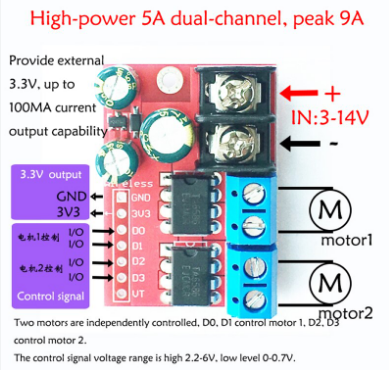 High-power 5A dual-channel, peak 9A
Provide external
3.3V, up to
100MA current
output capability
+
IN:3-14V
-
3.3V output
GND
3V3
电机1控制 I/O
I/O
电机2控制 I/O
I/O
Control signal
GND
3V3
D0
D1
D2
D3
VT
M
motor1
M
motor2
Two motors are independently controlled, D0, D1 control motor 1, D2, D3
control motor 2.
The control signal voltage range is high 2.2-6V, low level 0-0.7V.